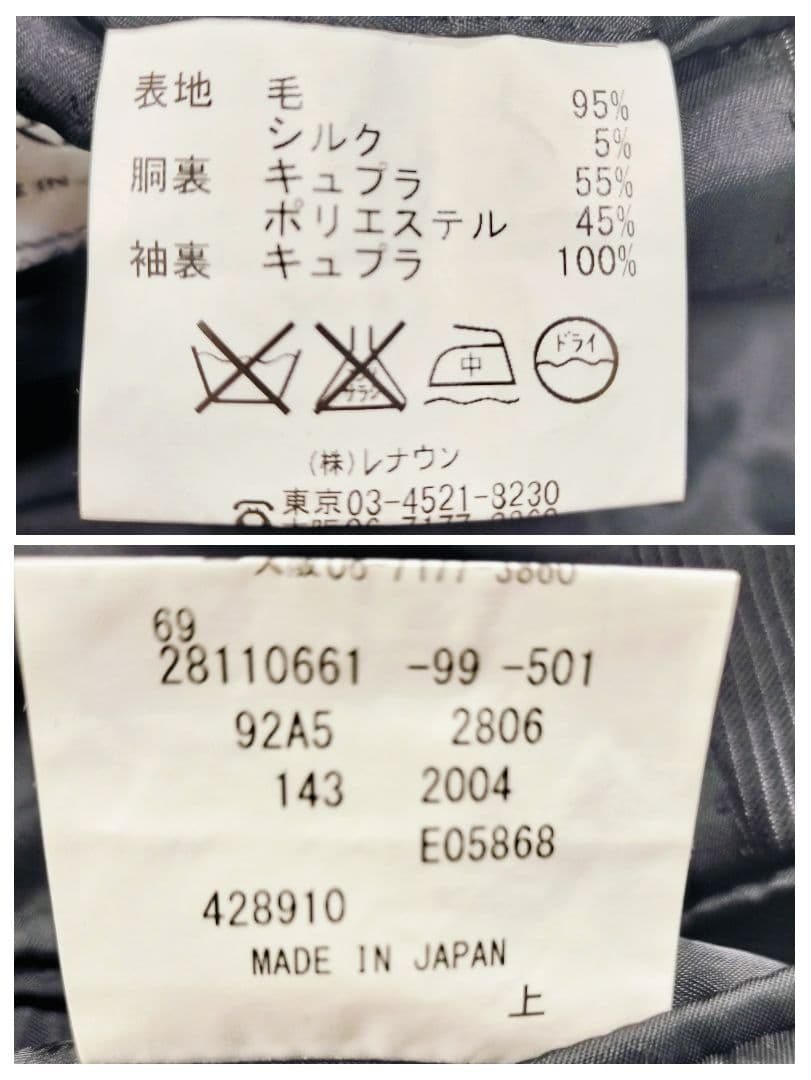 表地 毛 95%
シルク 5%
胴裏 キュプラ 55%
ポリエステル 45%
袖裏 キュプラ 100%
中 ドライ
(株)レナウン
東京03-4521-8230
69
28110661 -99 -501
92A5 2806
143 2004
E05868
428910
MADE IN JAPAN
上